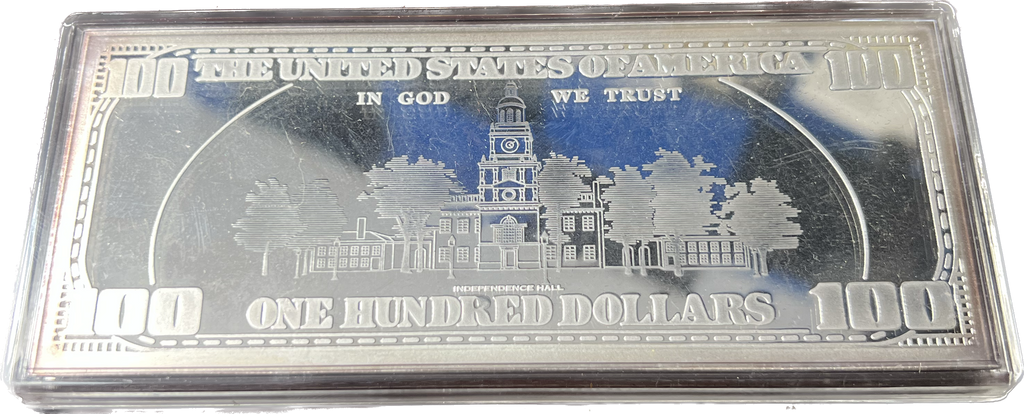 100 THE UNITED STATES OF AMERICA 100
IN GOD WE TRUST
INDEPENDENCE HALL
100 ONE HUNDRED DOLLARS 100